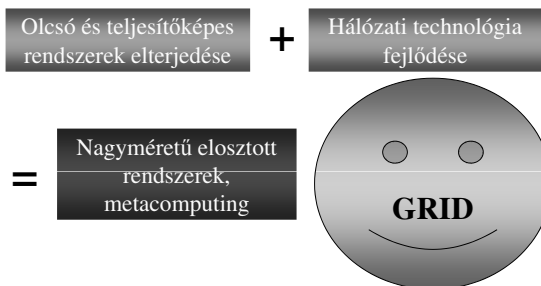 Olcsó és teljesítőképes
rendszerek elterjedése
+
Hálózati technológia
fejlődése
=
Nagyméretű elosztott
rendszerek,
metacomputing
GRID